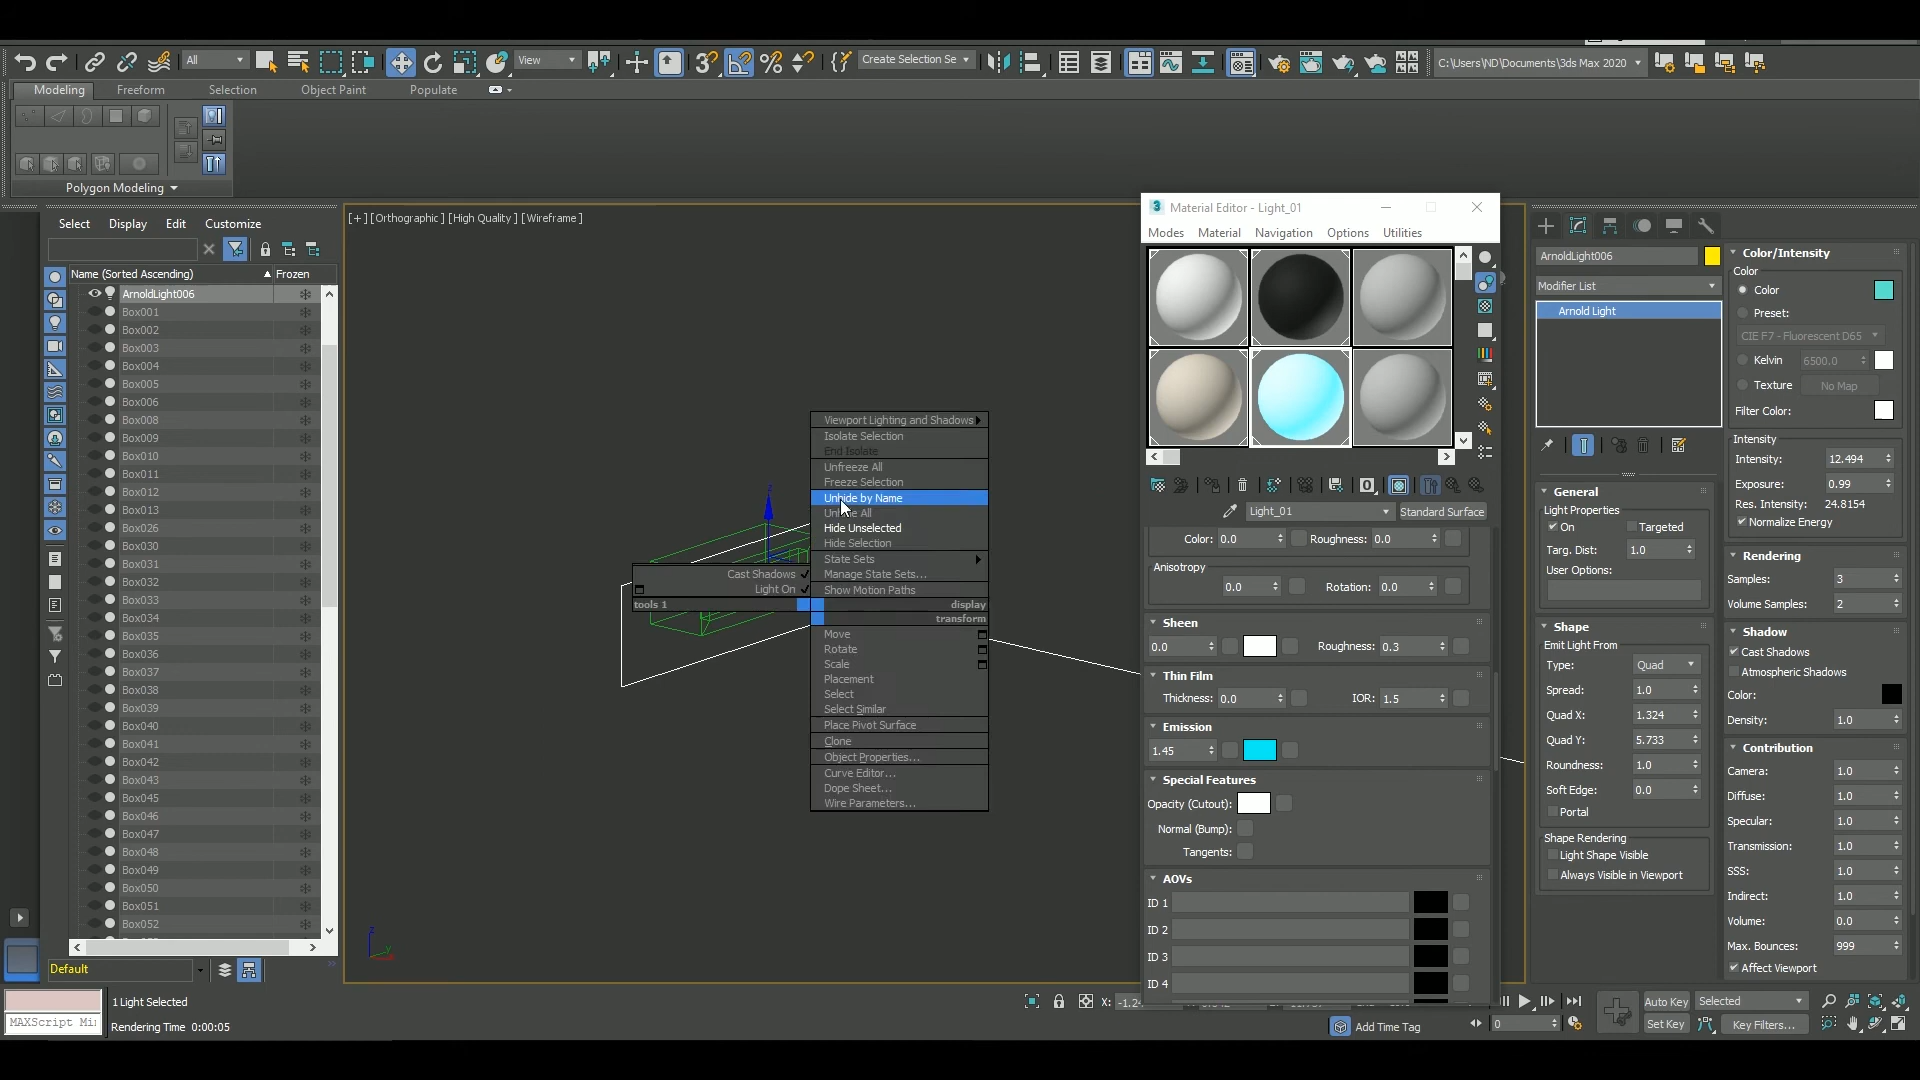 All
View
Create Selection Se
C:\Users\ND\Documents\3ds Max 2020
Modeling
Freeform
Selection
Object Paint
Populate
Polygon Modeling
Select
Display
Edit
Customize
Name (Sorted Ascending)
Frozen
ArnoldLight006
Box001
Box002
Box003
Box004
Box005
Box006
Box008
Box009
Box010
Box011
Box012
Box013
Box026
Box030
Box031
Box032
Box033
Box034
Box035
Box036
Box037
Box038
Box039
Box040
Box041
Box042
Box043
Box045
Box046
Box047
Box048
Box049
Box050
Box051
Box052
Default
[+] [Orthographic ] [High Quality ] [Wireframe ]
Viewport Lighting and Shadows
Isolate Selection
End Isolate
Unfreeze All
Freeze Selection
Unhide by Name
Hide Unselected
Hide Selection
State Sets
Manage State Sets...
Show Motion Paths
Cast Shadows
Light On
tools 1
display
transform
Move
Rotate
Scale
Placement
Select
Select Similar
Place Pivot Surface
Clone
Object Properties...
Curve Editor...
Dope Sheet...
Wire Parameters...
3 Material Editor - Light_01
Modes
Material
Navigation
Options
Utilities
Light_01
Standard Surface
Color: 0.0
Roughness: 0.0
Anisotropy
0.0
Rotation: 0.0
Sheen
0.0
Roughness: 0.3
Thin Film
Thickness: 0.0
IOR: 1.5
Emission
1.45
Special Features
Opacity (Cutout):
Normal (Bump):
Tangents:
AOVs
ID 1
ID 2
ID 3
ID 4
ArnoldLight006
Modifier List
Arnold Light
General
Light Properties
On
Targeted
Targ. Dist: 1.0
User Options:
Shape
Emit Light From
Type: Quad
Spread: 1.0
Quad X: 1.324
Quad Y: 5.733
Roundness: 1.0
Soft Edge: 0.0
Portal
Shape Rendering
Light Shape Visible
Always Visible in Viewport
Color/Intensity
Color
Color
Preset:
CIE F7 - Fluorescent D65
Kelvin 6500.0
Texture No Map
Filter Color:
Intensity
Intensity: 12.494
Exposure: 0.99
Res. Intensity: 24.8154
Normalize Energy
Rendering
Samples: 3
Volume Samples: 2
Shadow
Cast Shadows
Atmospheric Shadows
Color:
Density: 1.0
Contribution
Camera: 1.0
Diffuse: 1.0
Specular: 1.0
Transmission: 1.0
SSS: 1.0
Indirect: 1.0
Volume: 0.0
Max. Bounces: 999
Affect Viewport
1 Light Selected
MAXScript Mi
Rendering Time 0:00:05
X:
Add Time Tag
0
Auto Key
Selected
Set Key
Key Filters...